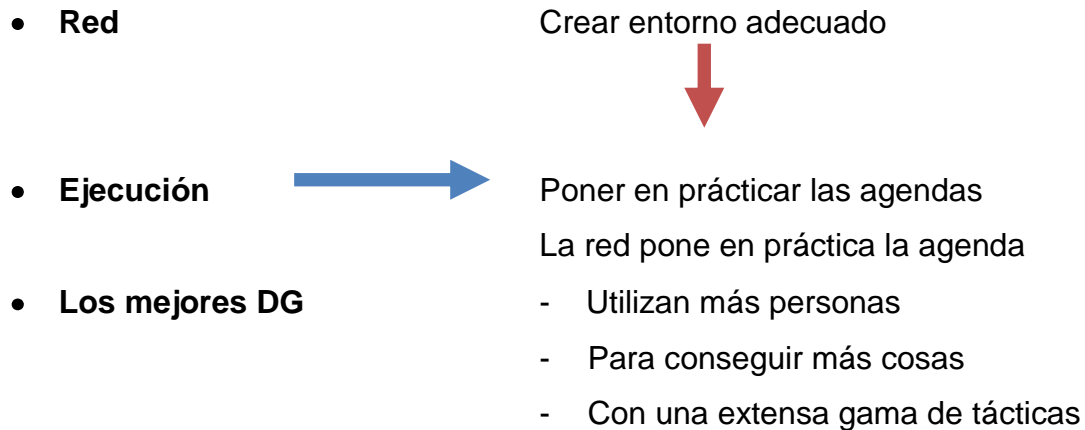 • Red Crear entorno adecuado
• Ejecución Poner en prácticar las agendas
La red pone en práctica la agenda
• Los mejores DG - Utilizan más personas
- Para conseguir más cosas
- Con una extensa gama de tácticas